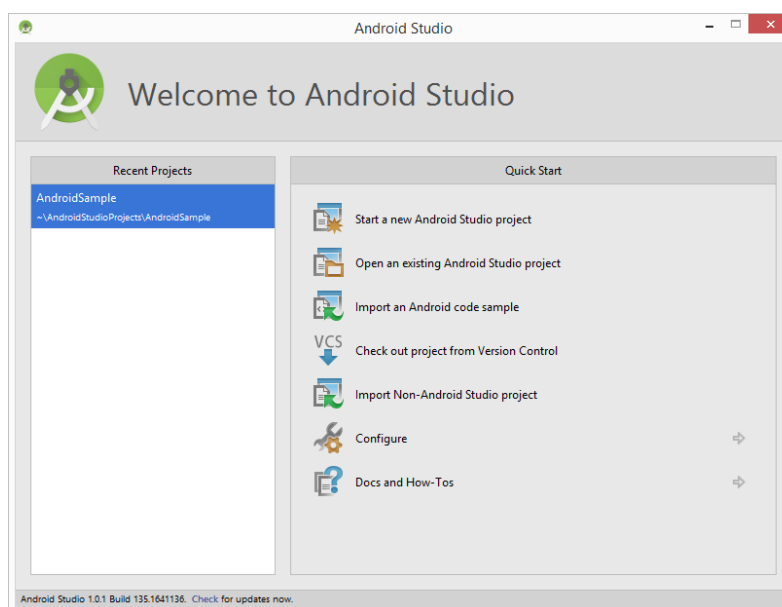 Android Studio
Welcome to Android Studio
Recent Projects
AndroidSample
~\AndroidStudioProjects\AndroidSample
Quick Start
Start a new Android Studio project
Open an existing Android Studio project
Import an Android code sample
VCS
Check out project from Version Control
Import Non-Android Studio project
Configure
Docs and How-Tos
Android Studio 1.0.1 Build 135.1641136. Check for updates now.